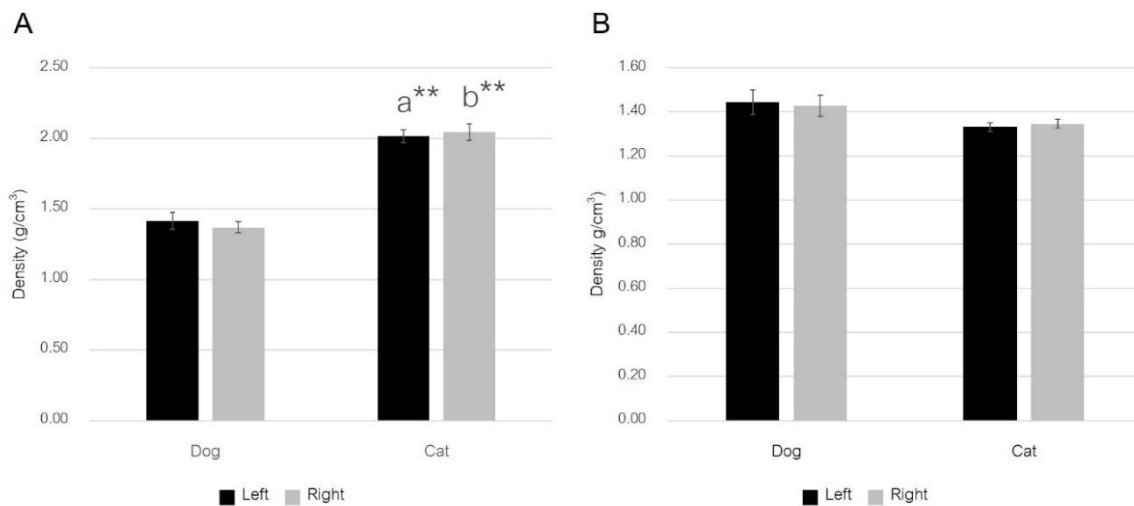 A
Density (g/cm³)
2.50
2.00
1.50
1.00
0.50
0.00
a**
b**
Dog
Cat
Left
Right
B
Density g/cm³)
1.60
1.40
1.20
1.00
0.80
0.60
0.40
0.20
0.00
Dog
Cat
Left
Right